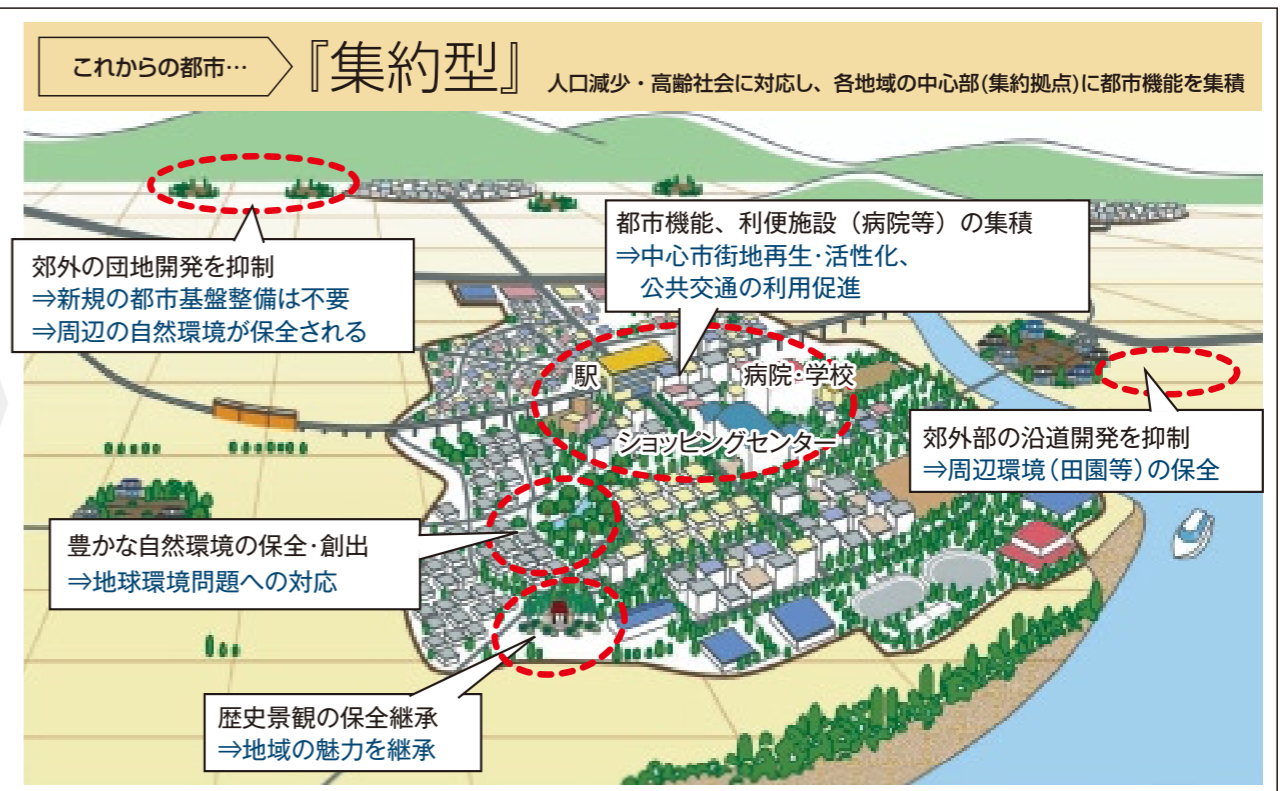 これからの都市…
『集約型』
人口減少・高齢社会に対応し、各地域の中心部(集約拠点)に都市機能を集積
都市機能、利便施設（病院等）の集積
⇒中心市街地再生・活性化、
公共交通の利用促進
郊外の団地開発を抑制
⇒新規の都市基盤整備は不要
⇒周辺の自然環境が保全される
駅
病院・学校
ショッピングセンター
郊外部の沿道開発を抑制
⇒周辺環境（田園等）の保全
豊かな自然環境の保全・創出
⇒地球環境問題への対応
歴史景観の保全継承
⇒地域の魅力を継承